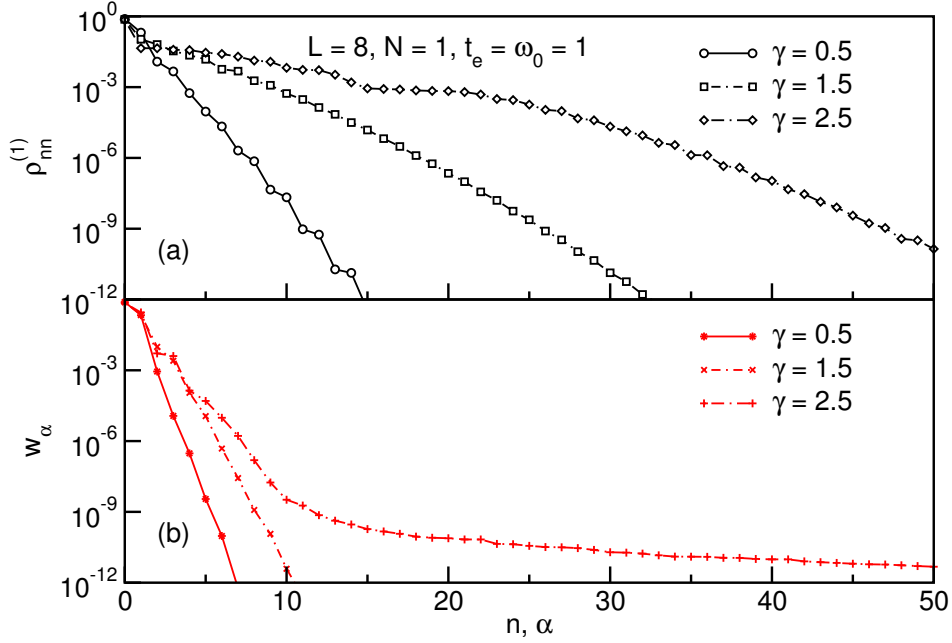 10^0
L = 8, N = 1, t_e = ω_0 = 1
γ = 0.5
γ = 1.5
γ = 2.5
10^-3
10^-6
10^-9
ρ_nn^(1)
(a)
10^-12
γ = 0.5
γ = 1.5
γ = 2.5
10^-3
10^-6
10^-9
w_α
(b)
10^-12
0 10 20 30 40 50
n, α